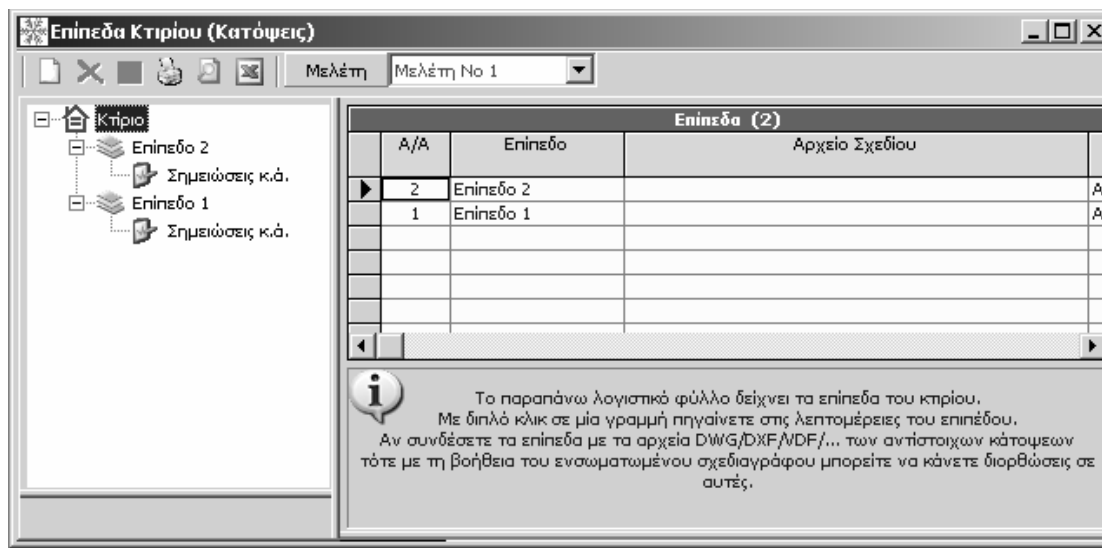 Επίπεδα Κτιρίου (Κατόψεις)
Μελέτη Μελέτη No 1
Κτίριο
Επίπεδο 2
Σημειώσεις κ.ά.
Επίπεδο 1
Σημειώσεις κ.ά.
Επίπεδα (2)
Α/Α Επίπεδο Αρχείο Σχεδίου
2 Επίπεδο 2 Α
1 Επίπεδο 1 Α
Το παραπάνω λογιστικό φύλλο δείχνει τα επίπεδα του κτιρίου.
Με διπλό κλικ σε μία γραμμή πηγαίνετε στις λεπτομέρειες του επιπέδου.
Αν συνδέσετε τα επίπεδα με τα αρχεία DWG/DXF/VDF/... των αντίστοιχων κάτοψεων
τότε με τη βοήθεια του ενσωματωμένου σχεδιαγράφου μπορείτε να κάνετε διορθώσεις σε
αυτές.